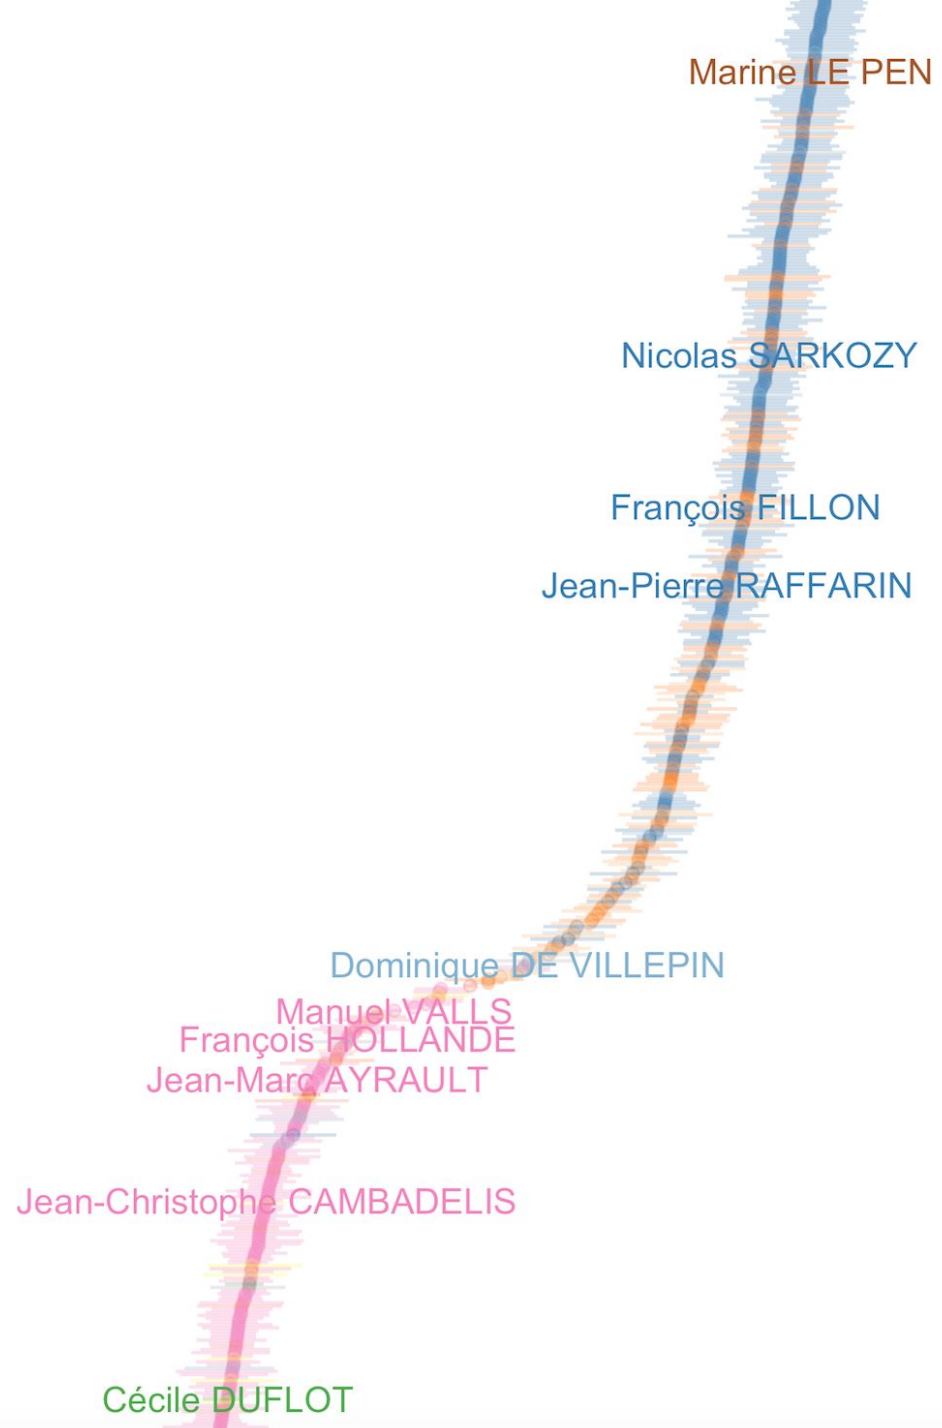 Marine LE PEN
Nicolas SARKOZY
François FILLON
Jean-Pierre RAFFARIN
Dominique DE VILLEPIN
Manuel VALLS
François HOLLANDE
Jean-Marc AYRAULT
Jean-Christophe CAMBADELIS
Cécile DUFLOT